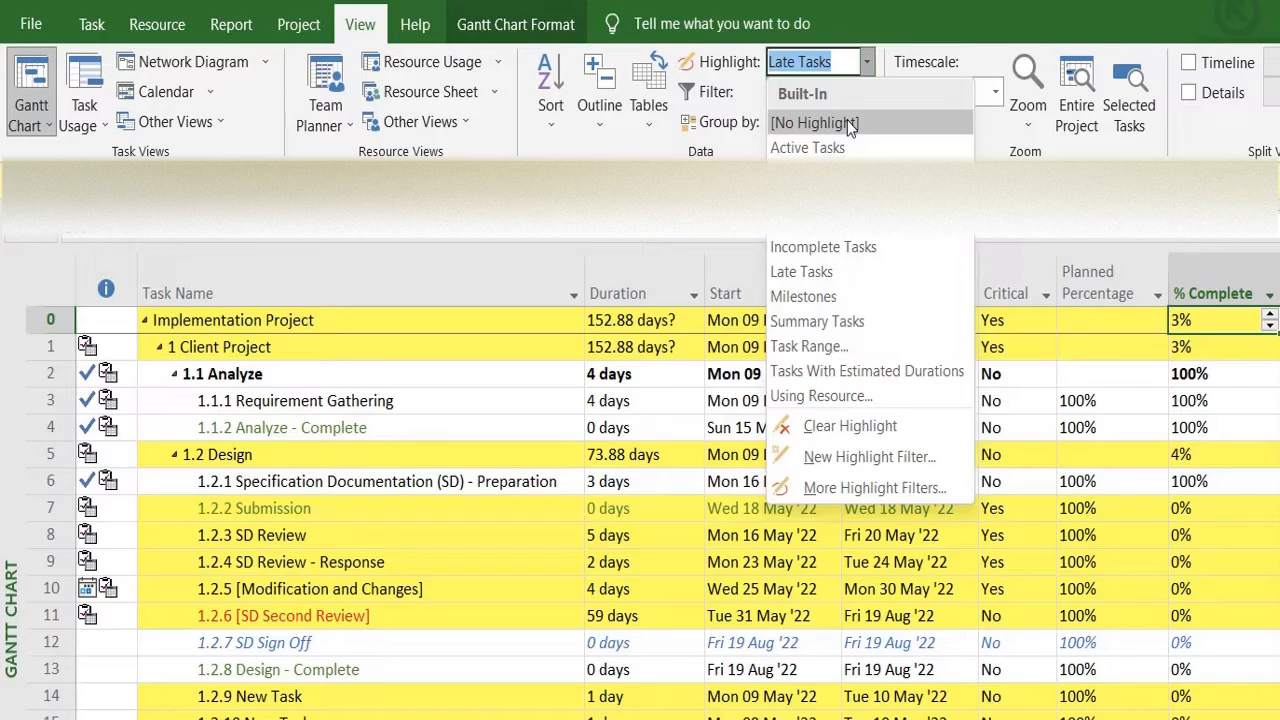 File Task Resource Report Project View Help Gantt Chart Format Tell me what you want to do
Gantt Chart
Task Usage
Network Diagram
Calendar
Other Views
Task Views
Team Planner
Resource Usage
Resource Sheet
Other Views
Resource Views
Sort
Outline
Tables
Highlight: Late Tasks
Filter:
Group by:
Data
Timescale:
Zoom
Entire Project
Selected Tasks
Zoom
Timeline
Details
Split V
Built-In
[No Highlight]
Active Tasks
Incomplete Tasks
Late Tasks
Milestones
Summary Tasks
Task Range...
Tasks With Estimated Durations
Using Resource...
Clear Highlight
New Highlight Filter...
More Highlight Filters...
Task Name Duration Start Critical Planned Percentage % Complete
0 Implementation Project 152.88 days? Mon 09 Yes 3%
1 1 Client Project 152.88 days? Mon 09 Yes 3%
2 1.1 Analyze 4 days Mon 09 No 100%
3 1.1.1 Requirement Gathering 4 days Mon 09 No 100% 100%
4 1.1.2 Analyze - Complete 0 days Sun 15 M No 100% 100%
5 1.2 Design 73.88 days Mon 09 No 4%
6 1.2.1 Specification Documentation (SD) - Preparation 3 days Mon 16 No 100% 100%
7 1.2.2 Submission 0 days Wed 18 May '22 Wed 18 May '22 Yes 100% 0%
8 1.2.3 SD Review 5 days Mon 16 May '22 Fri 20 May '22 Yes 100% 0%
9 1.2.4 SD Review - Response 2 days Mon 23 May '22 Tue 24 May '22 Yes 100% 0%
10 1.2.5 [Modification and Changes] 4 days Wed 25 May '22 Mon 30 May '22 Yes 100% 0%
11 1.2.6 [SD Second Review] 59 days Tue 31 May '22 Fri 19 Aug '22 No 100% 0%
12 1.2.7 SD Sign Off 0 days Fri 19 Aug '22 Fri 19 Aug '22 No 100% 0%
13 1.2.8 Design - Complete 0 days Fri 19 Aug '22 Fri 19 Aug '22 No 100% 0%
14 1.2.9 New Task 1 day Mon 09 May '22 Tue 10 May '22 No 100% 0%
GANTT CHART